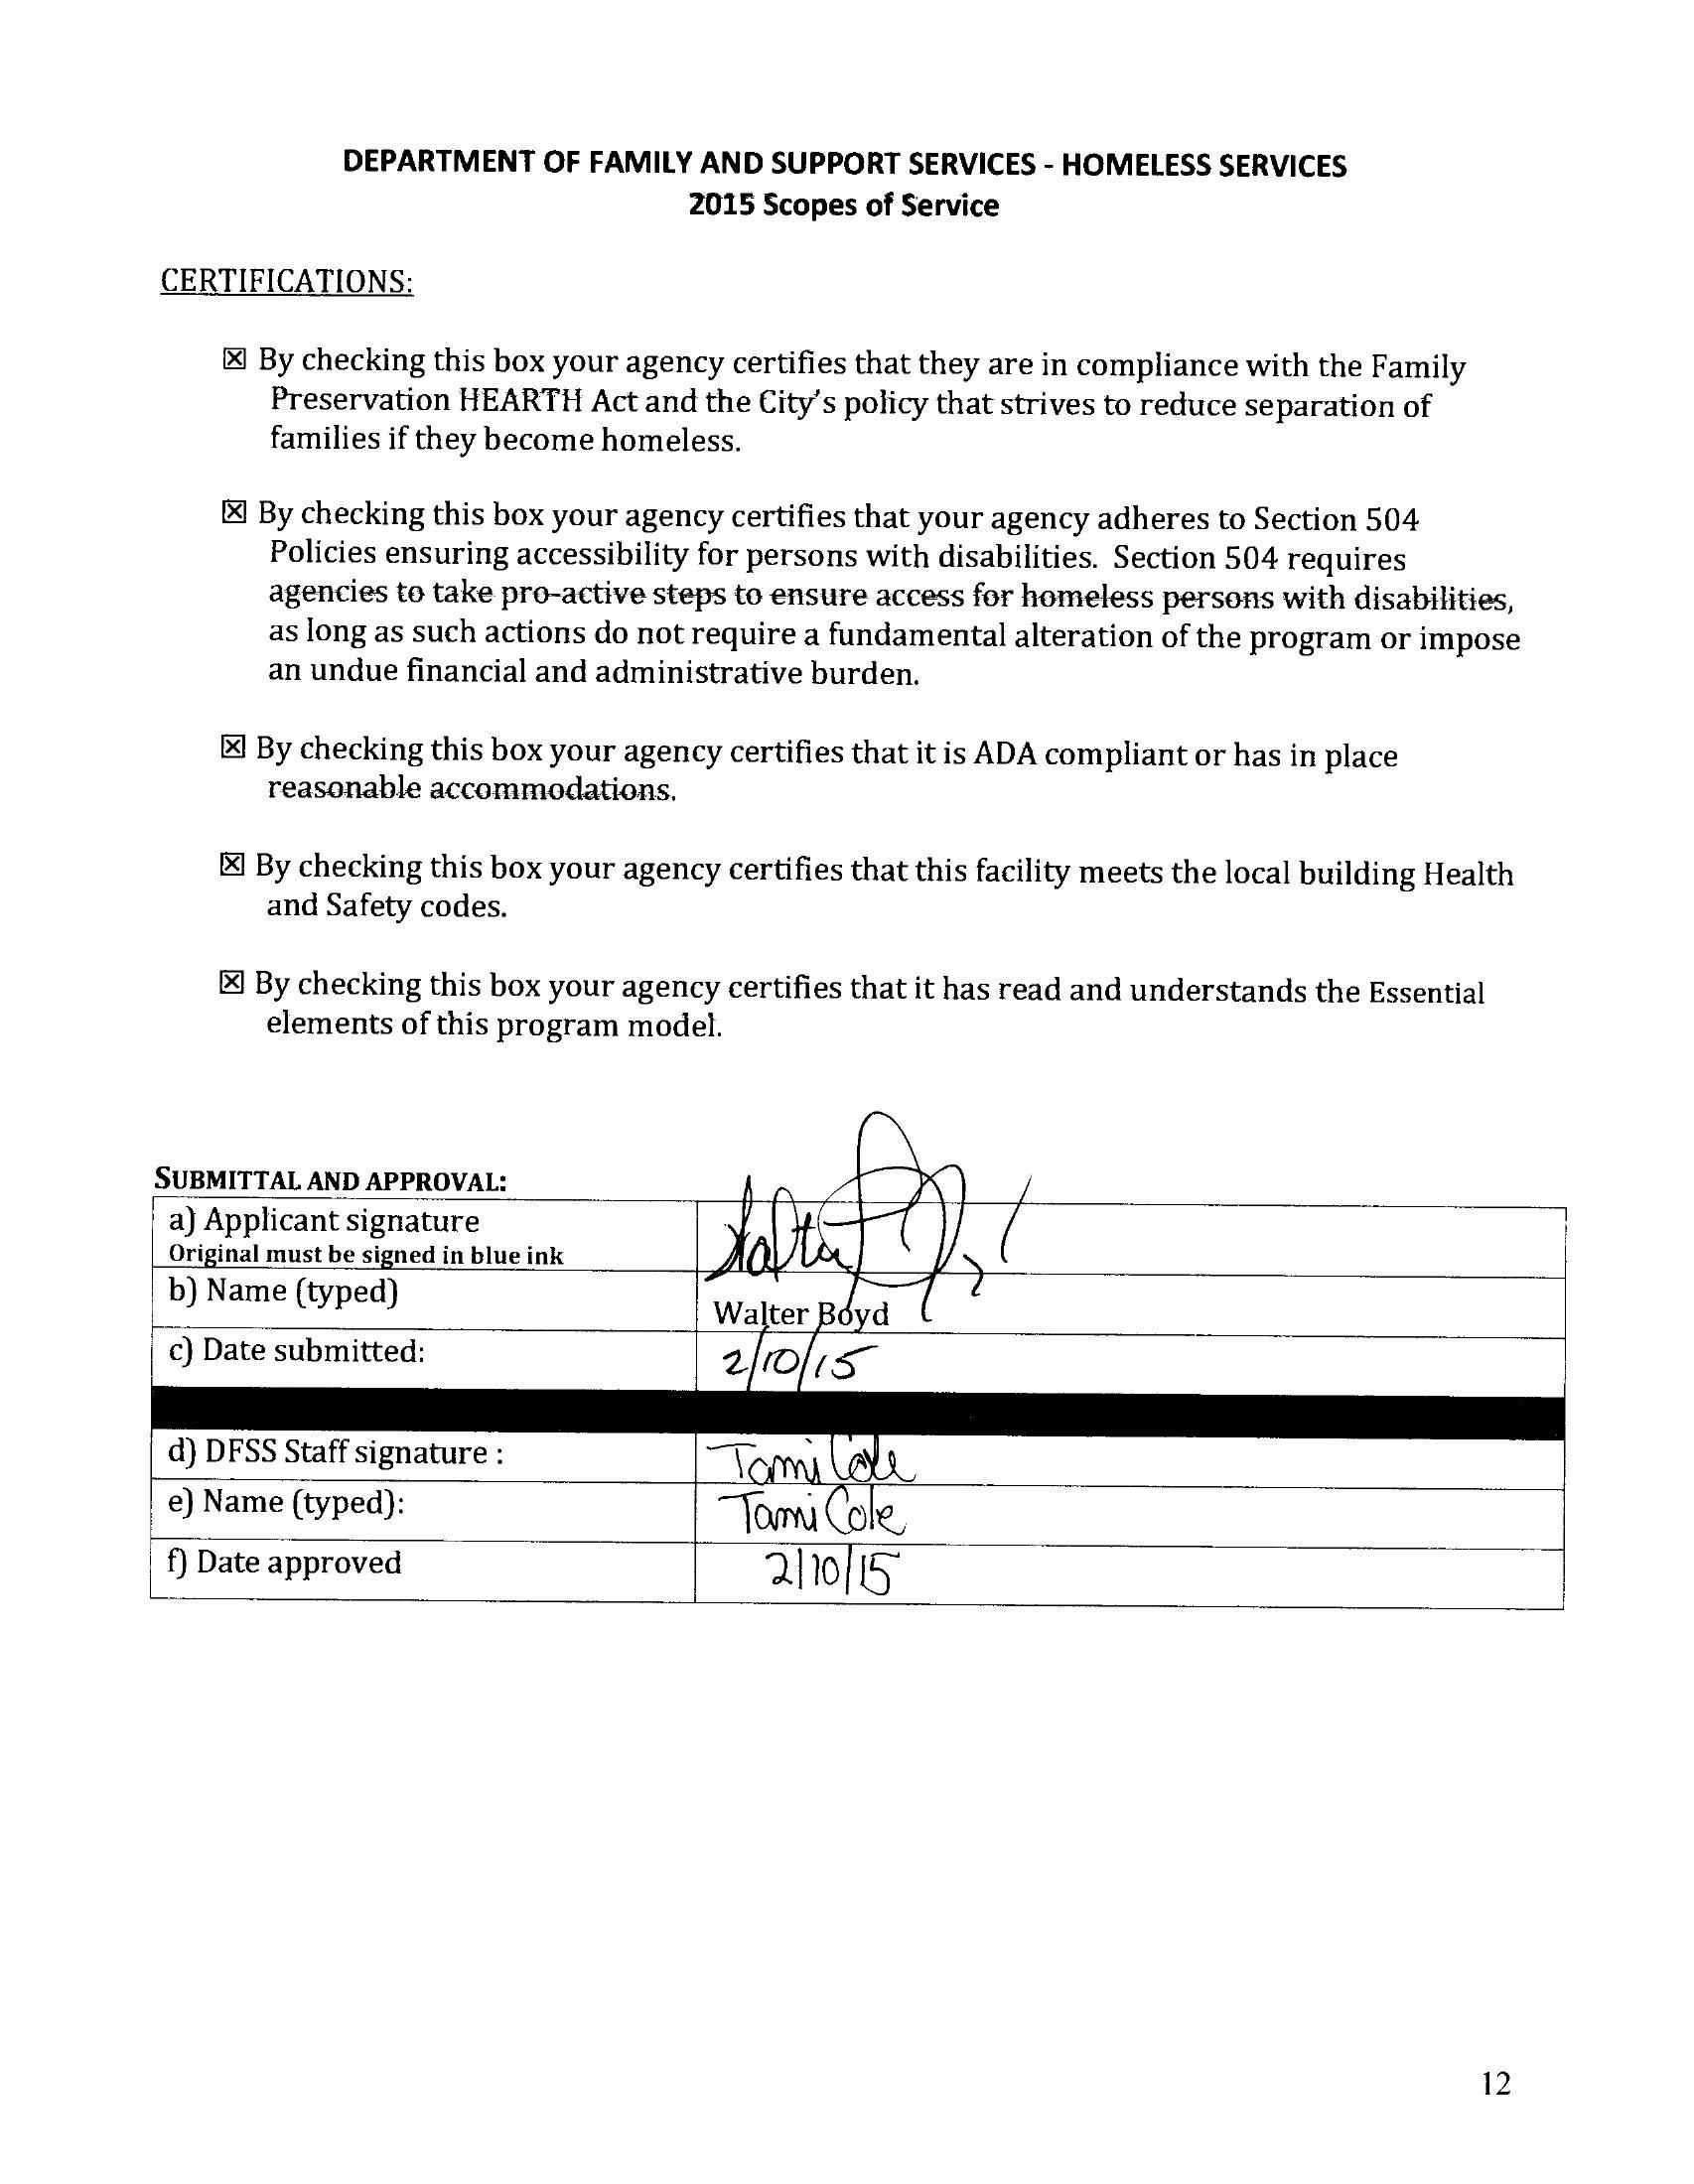 DEPARTMENT OF FAMILY AND SUPPORT SERVICES - HOMELESS SERVICES
2015 Scopes of Service
CERTIFICATIONS:
☒ By checking this box your agency certifies that they are in compliance with the Family
Preservation HEARTH Act and the City's policy that strives to reduce separation of
families if they become homeless.
☒ By checking this box your agency certifies that your agency adheres to Section 504
Policies ensuring accessibility for persons with disabilities. Section 504 requires
agencies to take pro-active steps to ensure access for homeless persons with disabilities,
as long as such actions do not require a fundamental alteration of the program or impose
an undue financial and administrative burden.
☒ By checking this box your agency certifies that it is ADA compliant or has in place
reasonable accommodations.
☒ By checking this box your agency certifies that this facility meets the local building Health
and Safety codes.
☒ By checking this box your agency certifies that it has read and understands the Essential
elements of this program model.
SUBMITTAL AND APPROVAL:
a) Applicant signature Walter
Original must be signed in blue ink
b) Name (typed) Walter Boyd
c) Date submitted: 2/10/15
d) DFSS Staff signature : Tami Cole
e) Name (typed): Tami Cole
f) Date approved 2/10/15
12